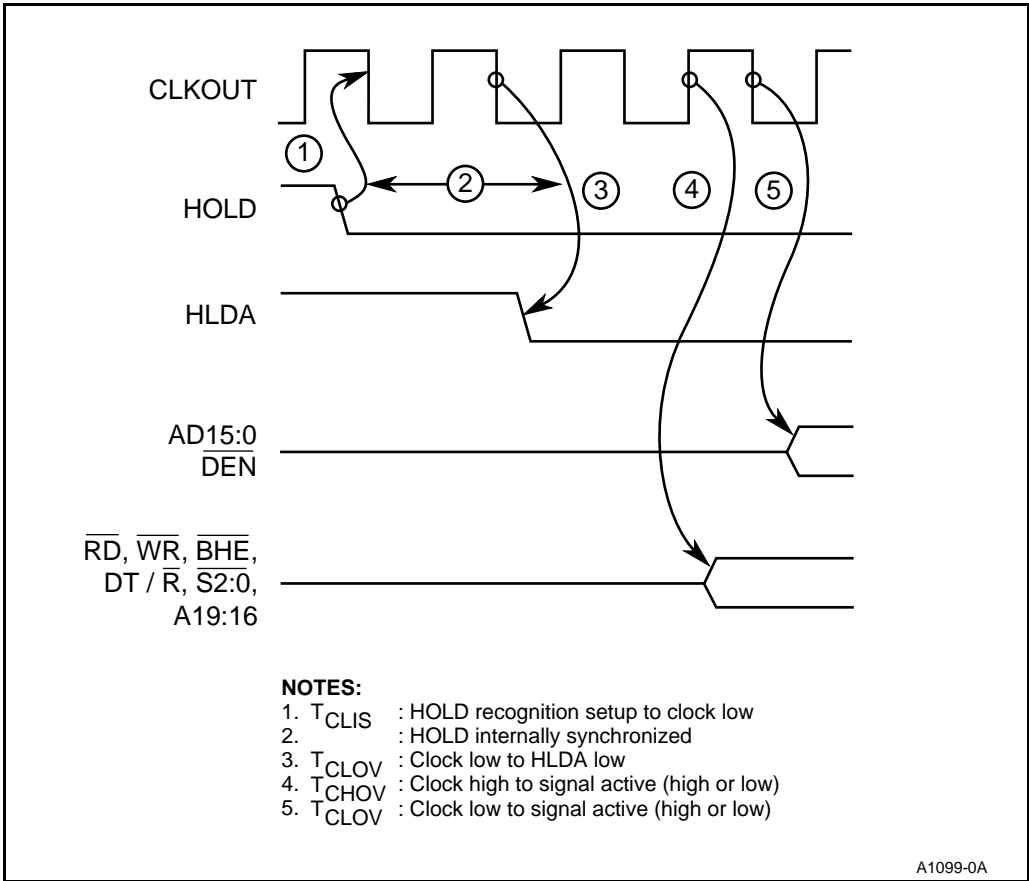 CLKOUT
1
2
3
4
5
HOLD
HLDA
AD15:0
DEN
RD, WR, BHE,
DT / R, S2:0,
A19:16
NOTES:
1. TCLIS : HOLD recognition setup to clock low
2. : HOLD internally synchronized
3. TCLOV : Clock low to HLDA low
4. TCHOV : Clock high to signal active (high or low)
5. TCLOV : Clock low to signal active (high or low)
A1099-0A